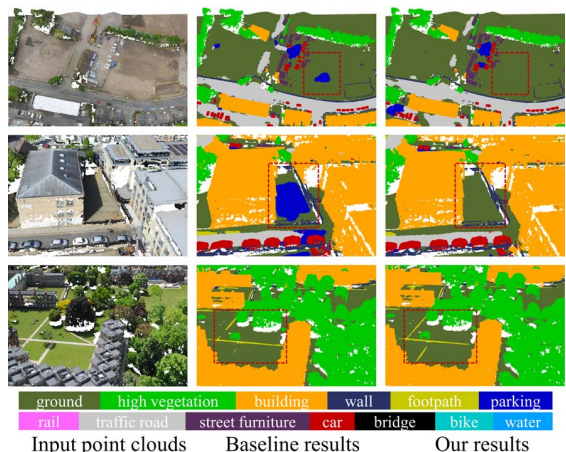 ground high vegetation building wall footpath parking
rail traffic road street furniture car bridge bike water
Input point clouds Baseline results Our results